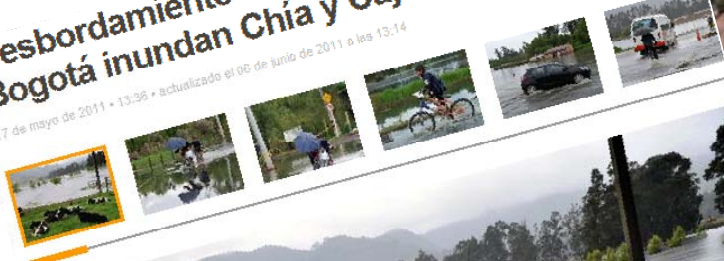 esbordamiento
Bogotá inundan Chía y Caj
7 de mayo de 2011 • 13:36 • actualizado el 06 de junio de 2011 a las 13:14